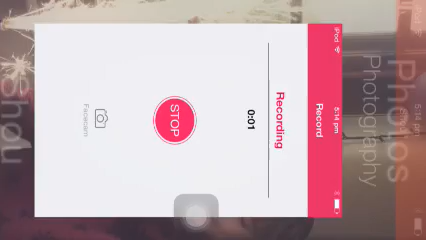 iPod
5:14 pm
Record
Recording
0:01
STOP
Facecam
Photos
Photography
5:14 pm